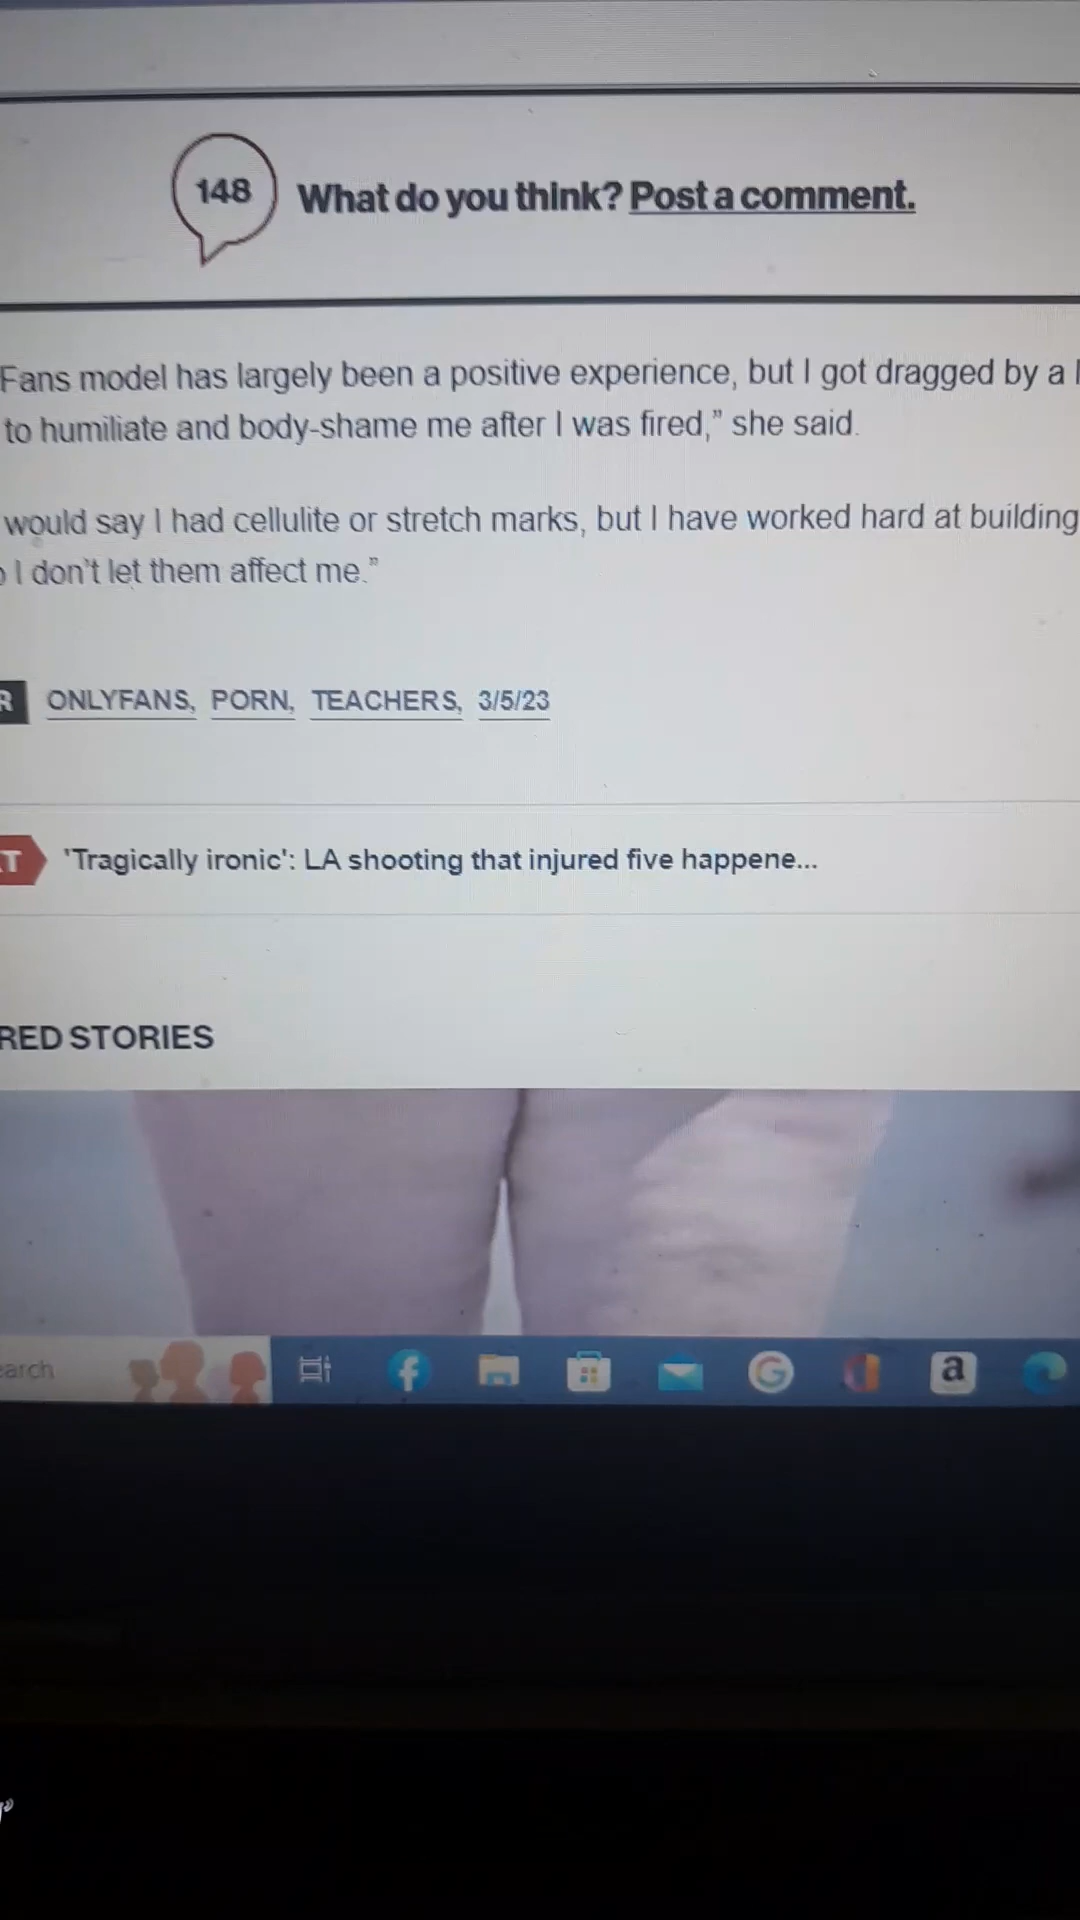 148
What do you think? Post a comment.
Fans model has largely been a positive experience, but I got dragged by a
to humiliate and body-shame me after I was fired,” she said.
would say I had cellulite or stretch marks, but I have worked hard at building
I don't let them affect me.”
R ONLYFANS, PORN, TEACHERS, 3/5/23
'Tragically ironic': LA shooting that injured five happene...
RED STORIES
earch